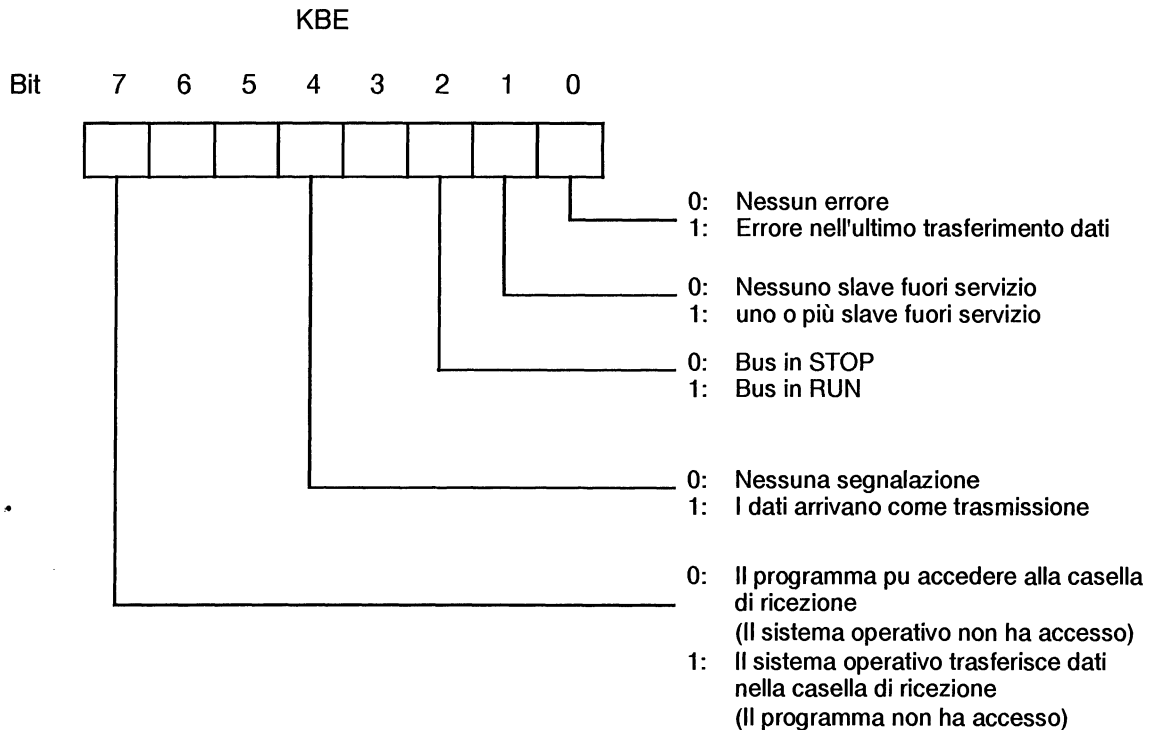 KBE
Bit 7 6 5 4 3 2 1 0
0: Nessun errore
1: Errore nell'ultimo trasferimento dati
0: Nessuno slave fuori servizio
1: uno o più slave fuori servizio
0: Bus in STOP
1: Bus in RUN
0: Nessuna segnalazione
1: I dati arrivano come trasmissione
0: Il programma pu accedere alla casella
di ricezione
(Il sistema operativo non ha accesso)
1: Il sistema operativo trasferisce dati
nella casella di ricezione
(Il programma non ha accesso)